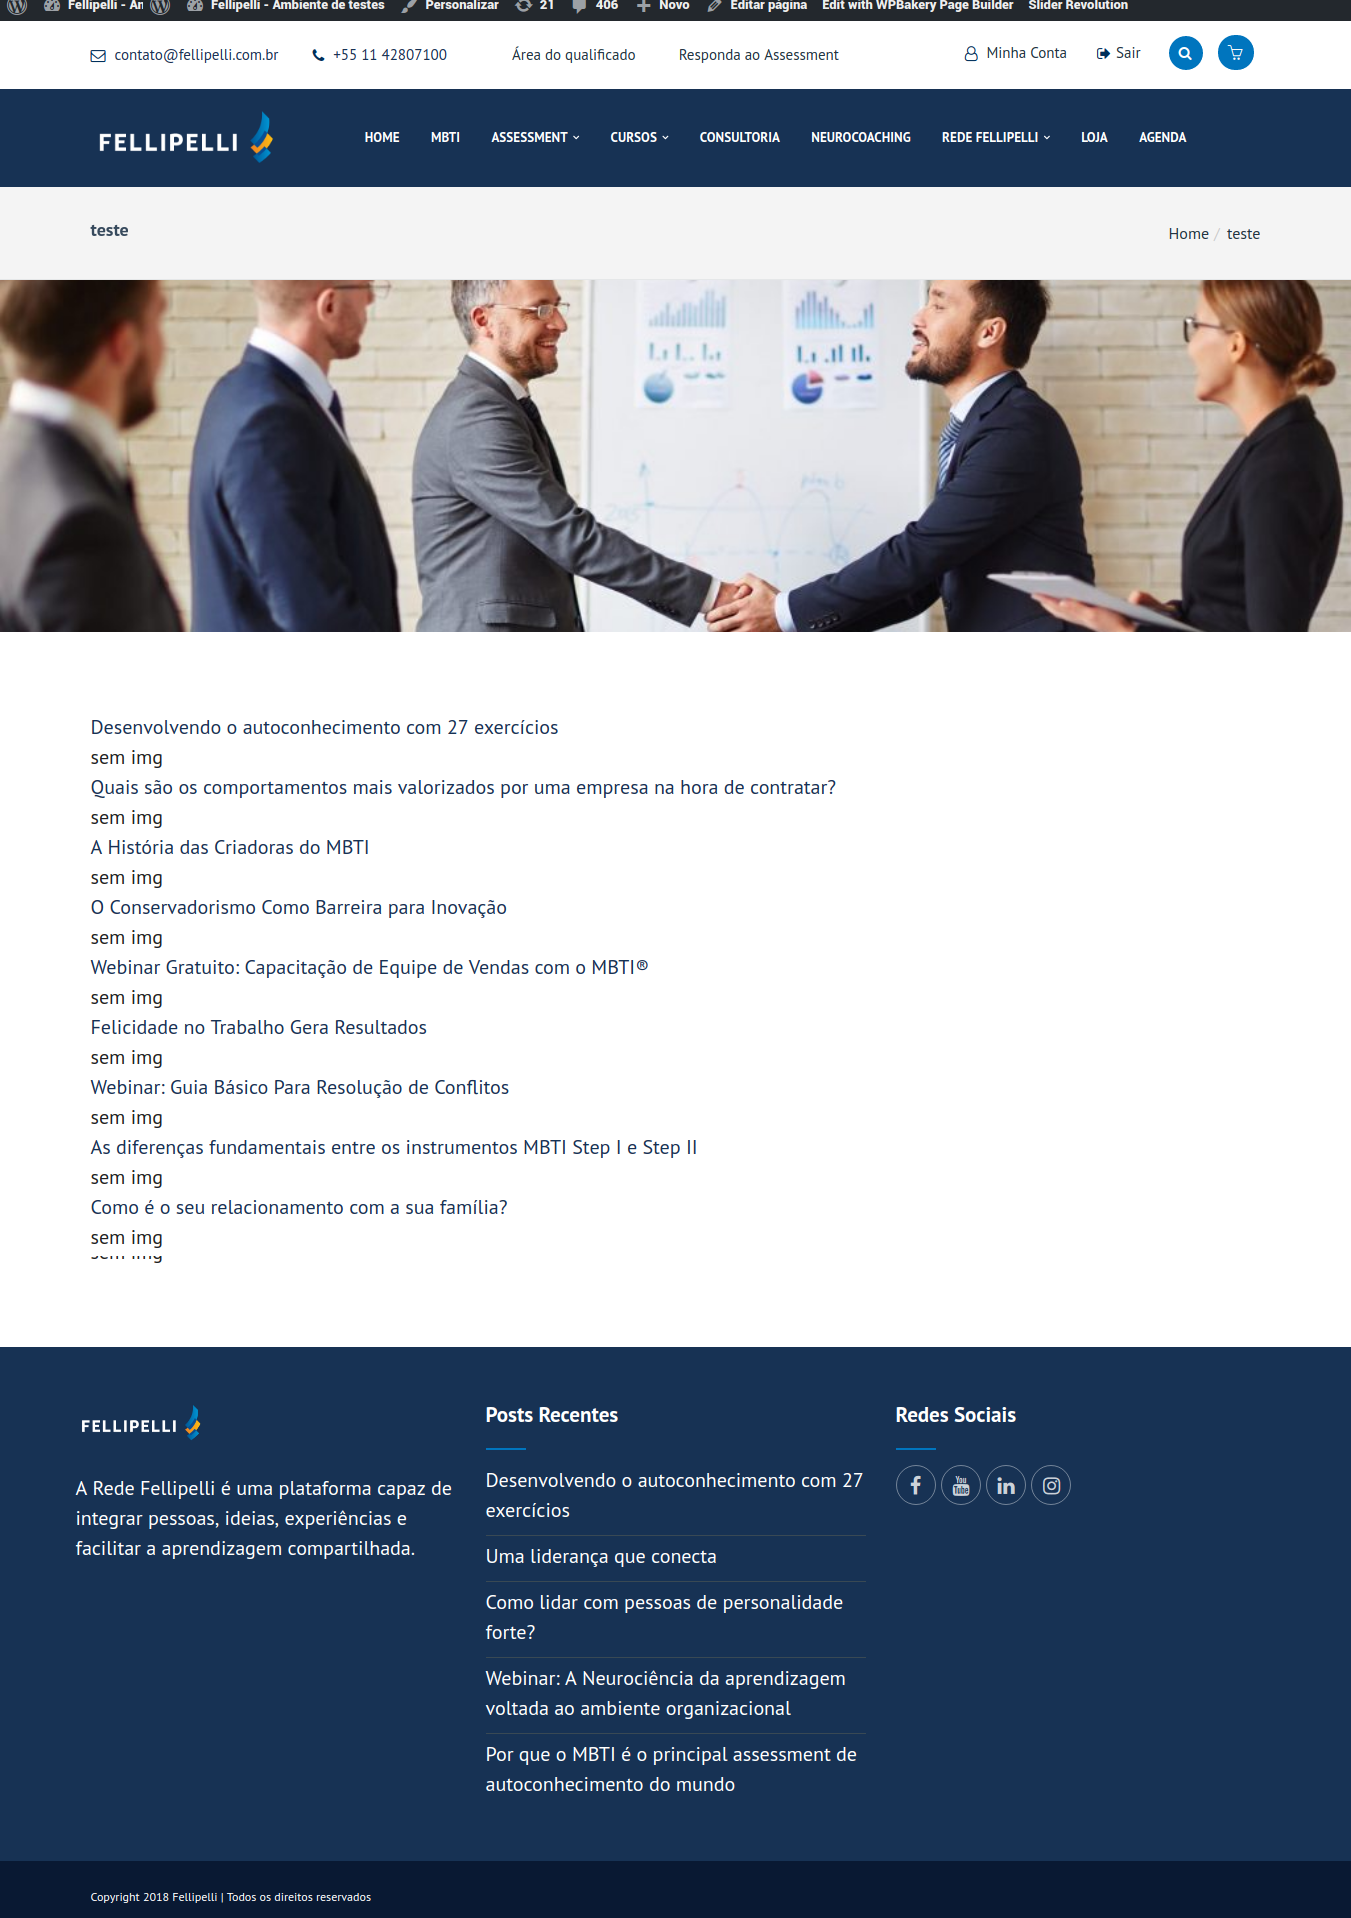 Fellipelli - An Fellipelli - Ambiente de testes Personalizar 21 406 Novo Editar página Edit with WPBakery Page Builder Slider Revolution
contato@fellipelli.com.br +55 11 42807100 Área do qualificado Responda ao Assessment Minha Conta Sair
FELLIPELLI HOME MBTI ASSESSMENT CURSOS CONSULTORIA NEUROCOACHING REDE FELLIPELLI LOJA AGENDA
teste
Home / teste
Desenvolvendo o autoconhecimento com 27 exercícios
sem img
Quais são os comportamentos mais valorizados por uma empresa na hora de contratar?
sem img
A História das Criadoras do MBTI
sem img
O Conservadorismo Como Barreira para Inovação
sem img
Webinar Gratuito: Capacitação de Equipe de Vendas com o MBTI®
sem img
Felicidade no Trabalho Gera Resultados
sem img
Webinar: Guia Básico Para Resolução de Conflitos
sem img
As diferenças fundamentais entre os instrumentos MBTI Step I e Step II
sem img
Como é o seu relacionamento com a sua família?
sem img
sem img
FELLIPELLI
A Rede Fellipelli é uma plataforma capaz de
integrar pessoas, ideias, experiências e
facilitar a aprendizagem compartilhada.
Posts Recentes
Desenvolvendo o autoconhecimento com 27
exercícios
Uma liderança que conecta
Como lidar com pessoas de personalidade
forte?
Webinar: A Neurociência da aprendizagem
voltada ao ambiente organizacional
Por que o MBTI é o principal assessment de
autoconhecimento do mundo
Redes Sociais
You
Tube
in
Copyright 2018 Fellipelli | Todos os direitos reservados